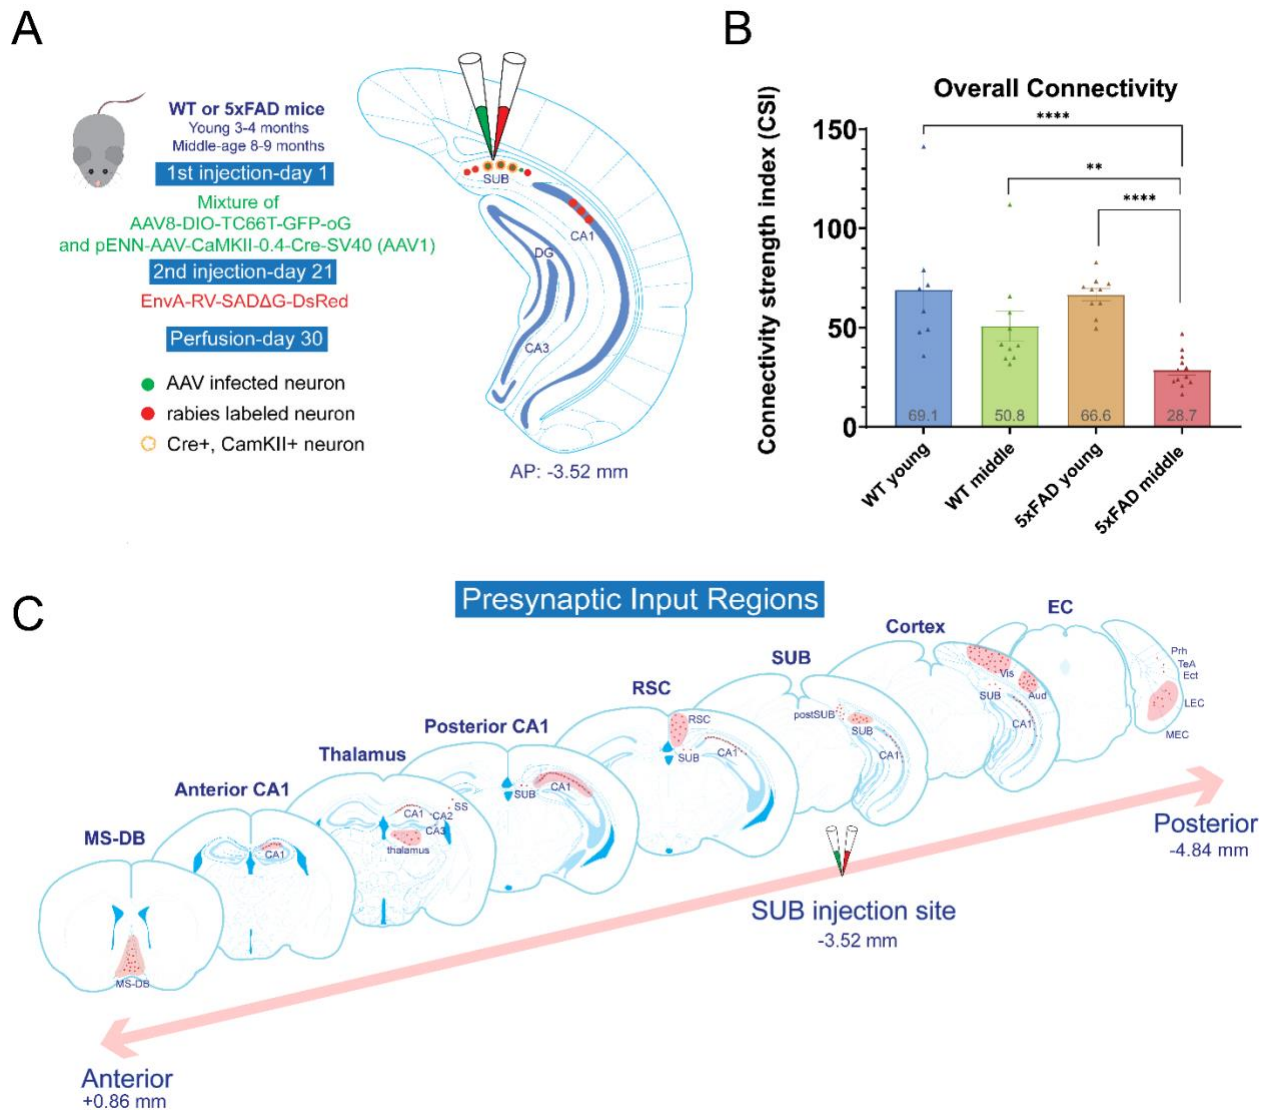 A
WT or 5xFAD mice
Young 3-4 months
Middle-age 8-9 months
1st injection-day 1
Mixture of
AAV8-DIO-TC66T-GFP-oG
and pENN-AAV-CaMKII-0.4-Cre-SV40 (AAV1)
2nd injection-day 21
EnvA-RV-SADΔG-DsRed
Perfusion-day 30
AAV infected neuron
rabies labeled neuron
Cre+, CamKII+ neuron
SUB
CA1
DG
CA3
AP: -3.52 mm
B
Overall Connectivity
Connectivity strength index (CSI)
150
100
50
0
****
**
****
69.1
50.8
66.6
28.7
WT young
WT middle
5xFAD young
5xFAD middle
C
Presynaptic Input Regions
MS-DB
MS-DB
Anterior CA1
CA1
Thalamus
CA1
CA2
CA3
SS
thalamus
Posterior CA1
SUB
CA1
RSC
RSC
SUB
CA1
SUB
postSUB
SUB
CA1
Cortex
Vis
Aud
SUB
CA1
EC
Prh
TeA
Ect
LEC
MEC
Anterior
+0.86 mm
SUB injection site
-3.52 mm
Posterior
-4.84 mm